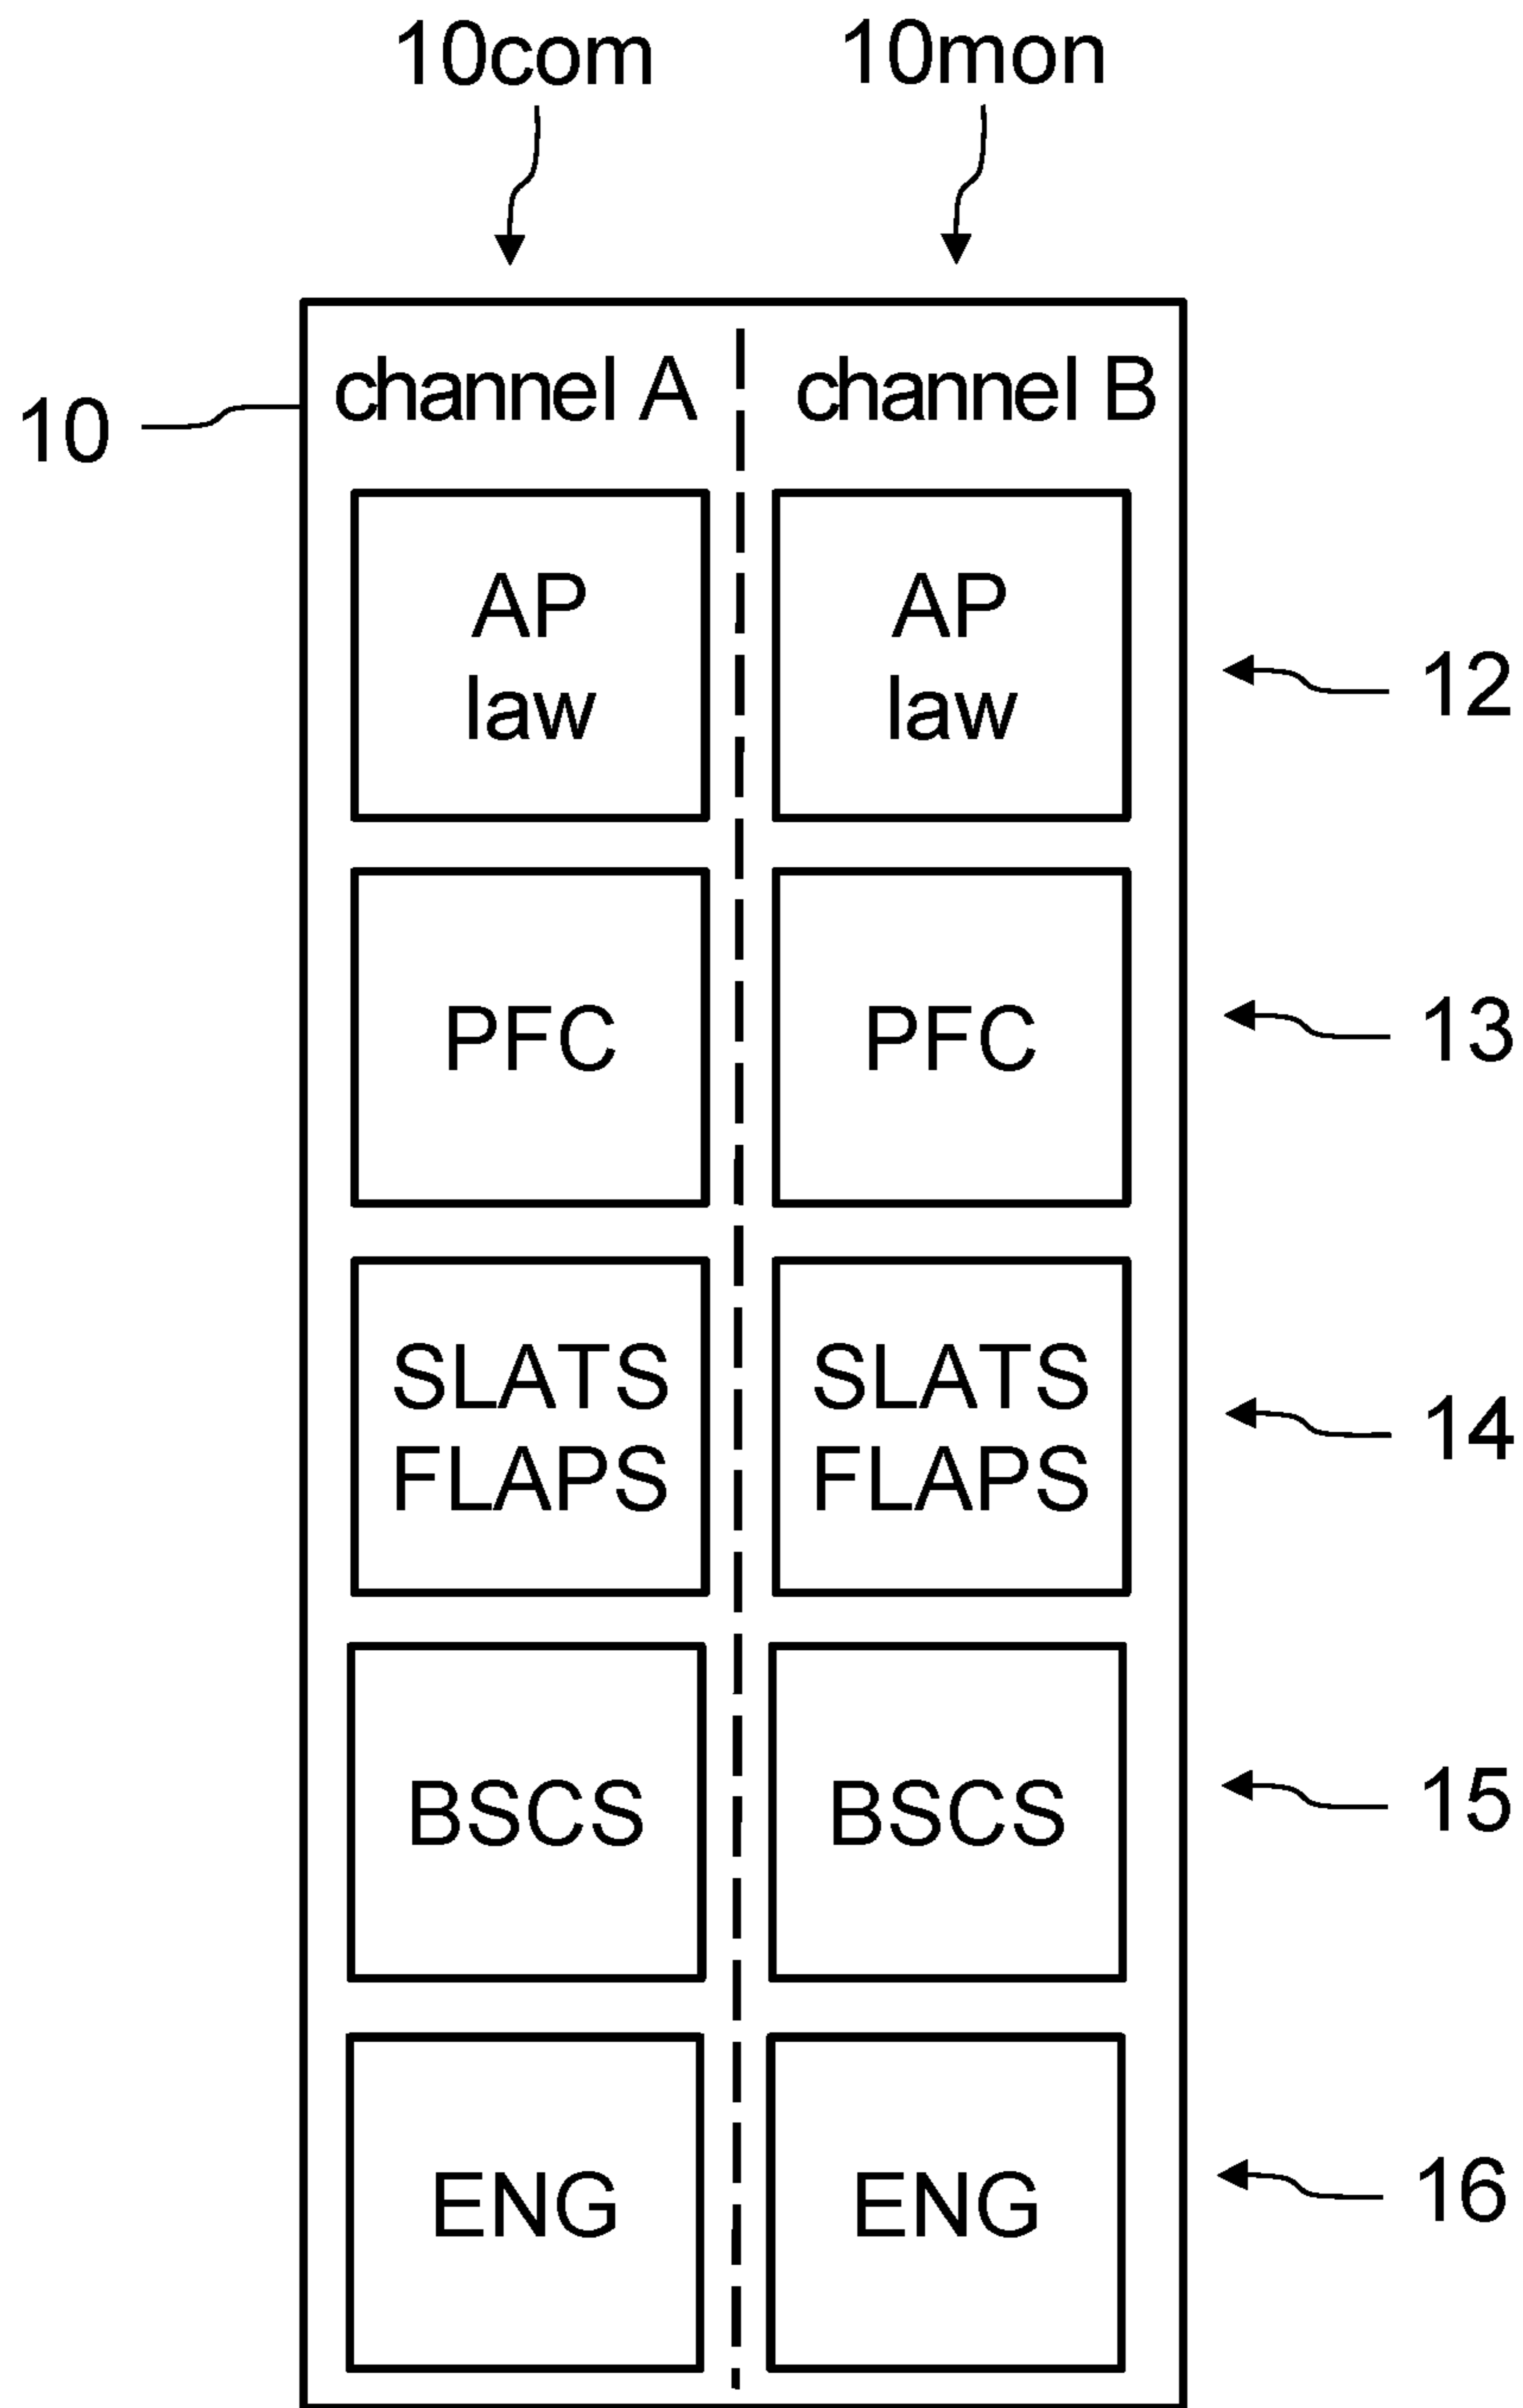 10com 10mon
10
channel A channel B
AP
law
AP
law
12
PFC PFC
13
SLATS
FLAPS
SLATS
FLAPS
14
BSCS BSCS
15
ENG ENG
16